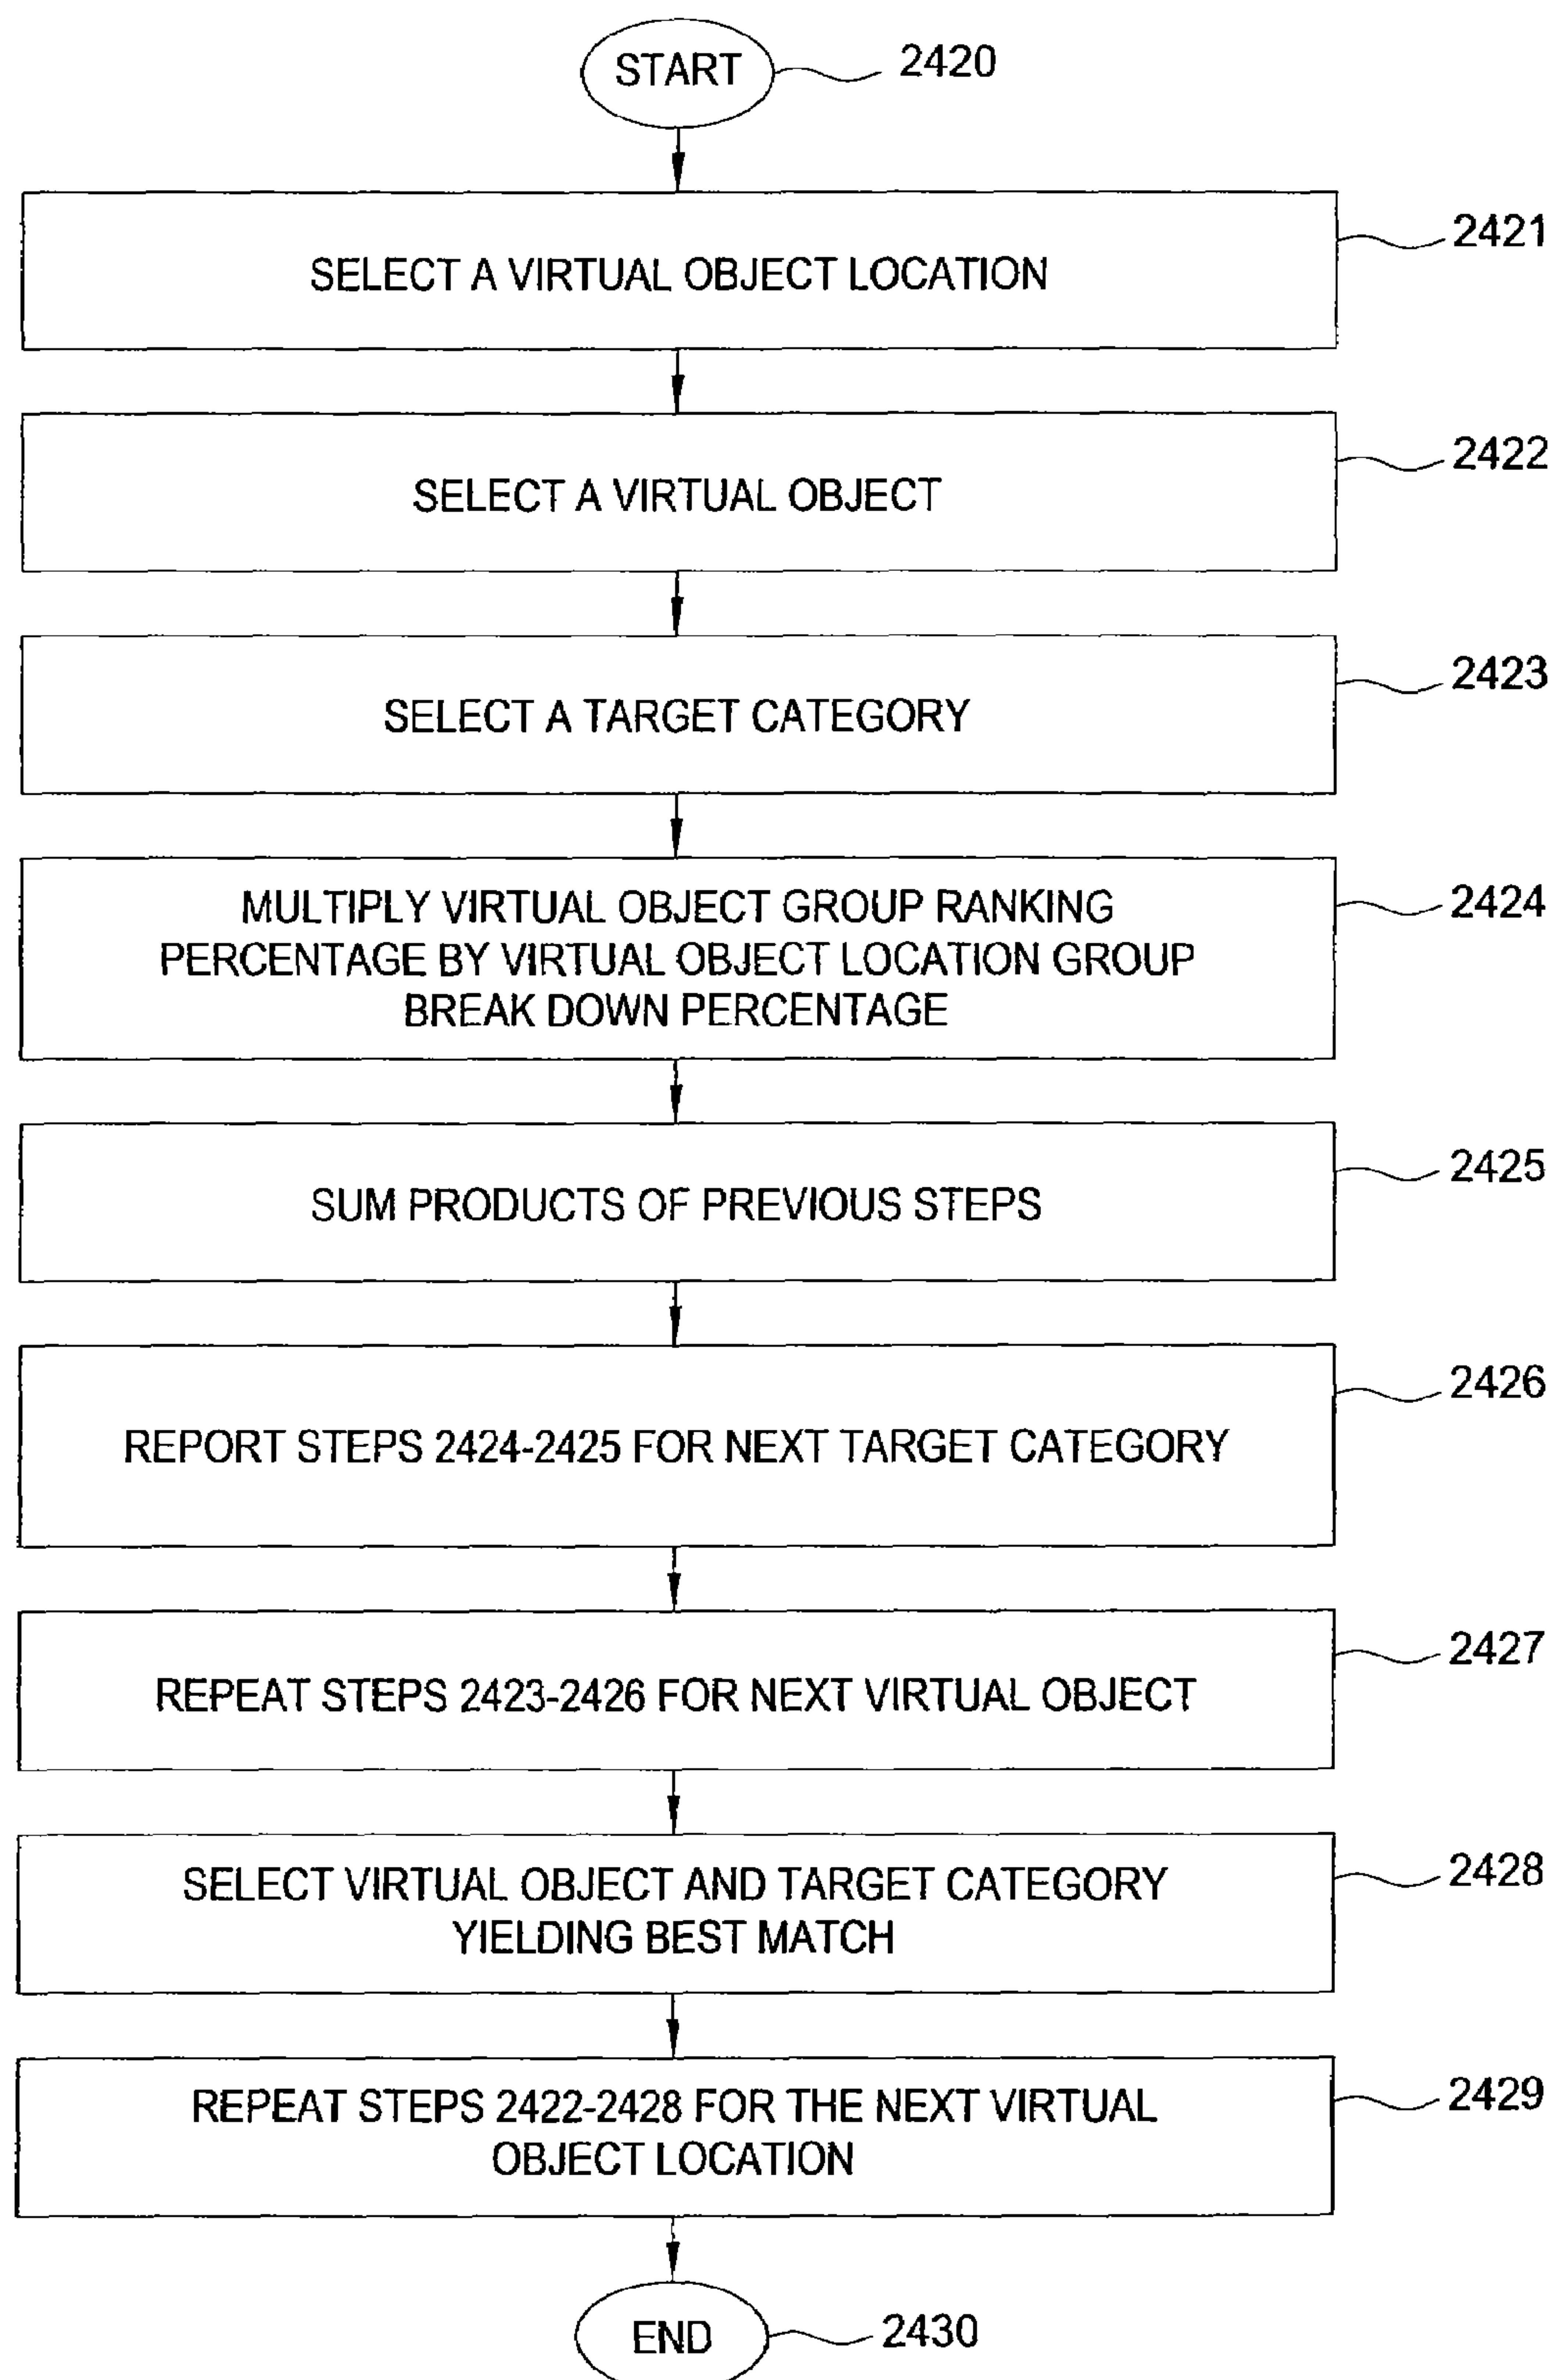 START
2420
SELECT A VIRTUAL OBJECT LOCATION
2421
SELECT A VIRTUAL OBJECT
2422
SELECT A TARGET CATEGORY
2423
MULTIPLY VIRTUAL OBJECT GROUP RANKING
PERCENTAGE BY VIRTUAL OBJECT LOCATION GROUP
BREAK DOWN PERCENTAGE
2424
SUM PRODUCTS OF PREVIOUS STEPS
2425
REPORT STEPS 2424-2425 FOR NEXT TARGET CATEGORY
2426
REPEAT STEPS 2423-2426 FOR NEXT VIRTUAL OBJECT
2427
SELECT VIRTUAL OBJECT AND TARGET CATEGORY
YIELDING BEST MATCH
2428
REPEAT STEPS 2422-2428 FOR THE NEXT VIRTUAL
OBJECT LOCATION
2429
END
2430